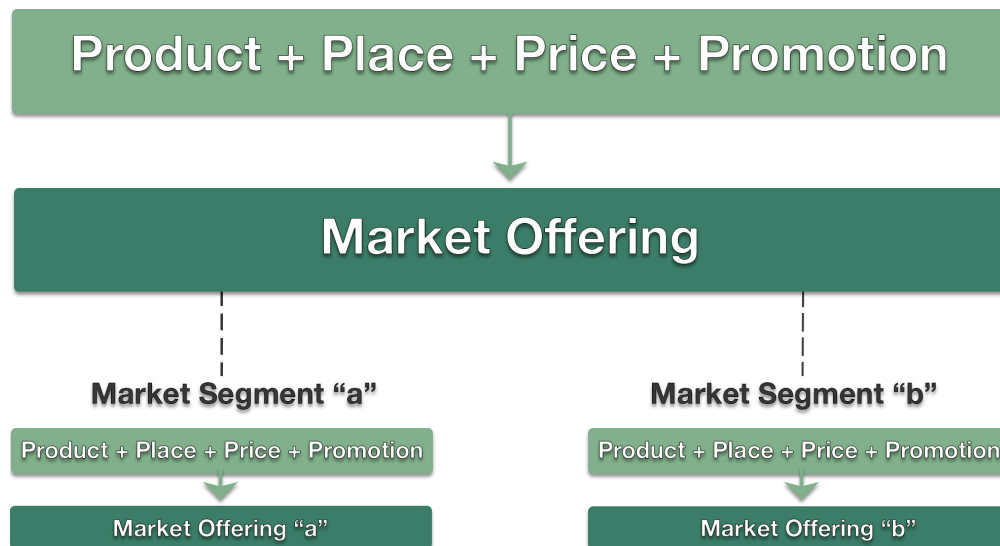 Product + Place + Price + Promotion
Market Offering
Market Segment “a”
Market Segment “b”
Product + Place + Price + Promotion
Product + Place + Price + Promotion
Market Offering “a”
Market Offering “b”